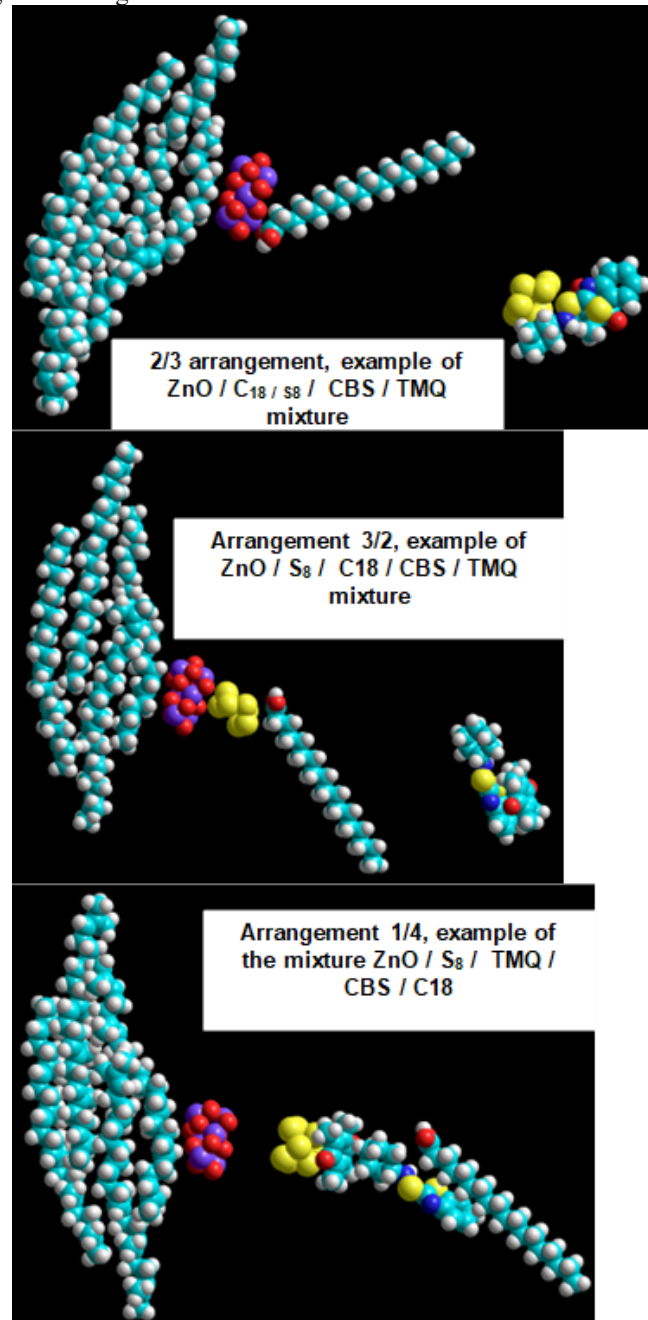 2/3 arrangement, example of
ZnO / C18 / S8 / CBS / TMQ
mixture
Arrangement 3/2, example of
ZnO / S8 / C18 / CBS / TMQ
mixture
Arrangement 1/4, example of
the mixture ZnO / S8 / TMQ /
CBS / C18